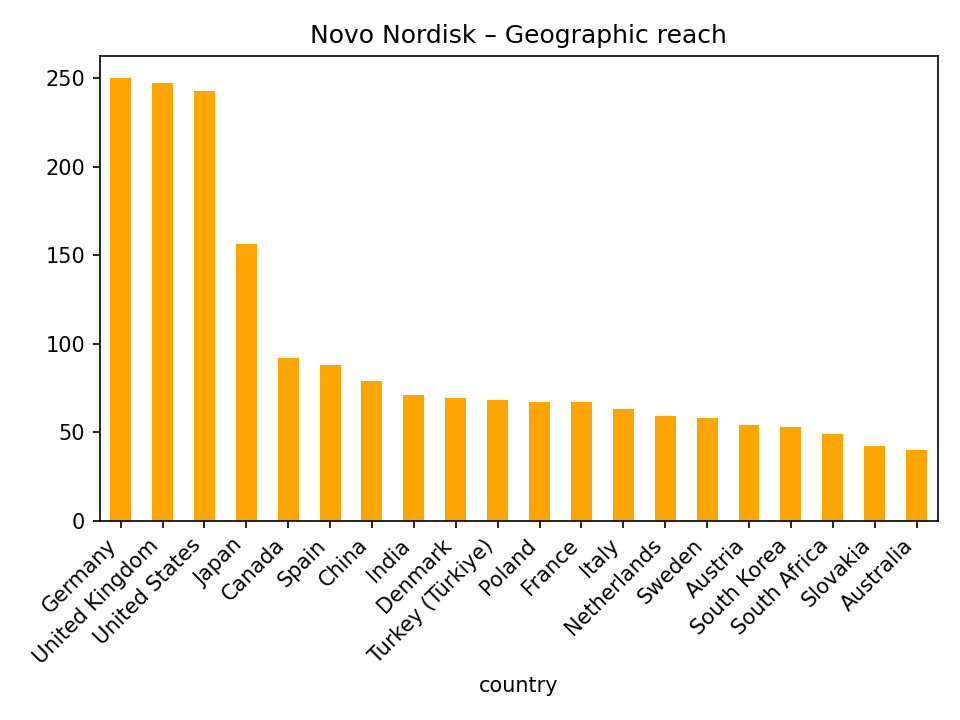 Novo Nordisk – Geographic reach
250
200
150
100
50
0
Germany
United Kingdom
United States
Japan
Canada
Spain
China
India
Denmark
Turkey (Türkiye)
Poland
France
Italy
Netherlands
Sweden
Austria
South Korea
South Africa
Slovakia
Australia
country